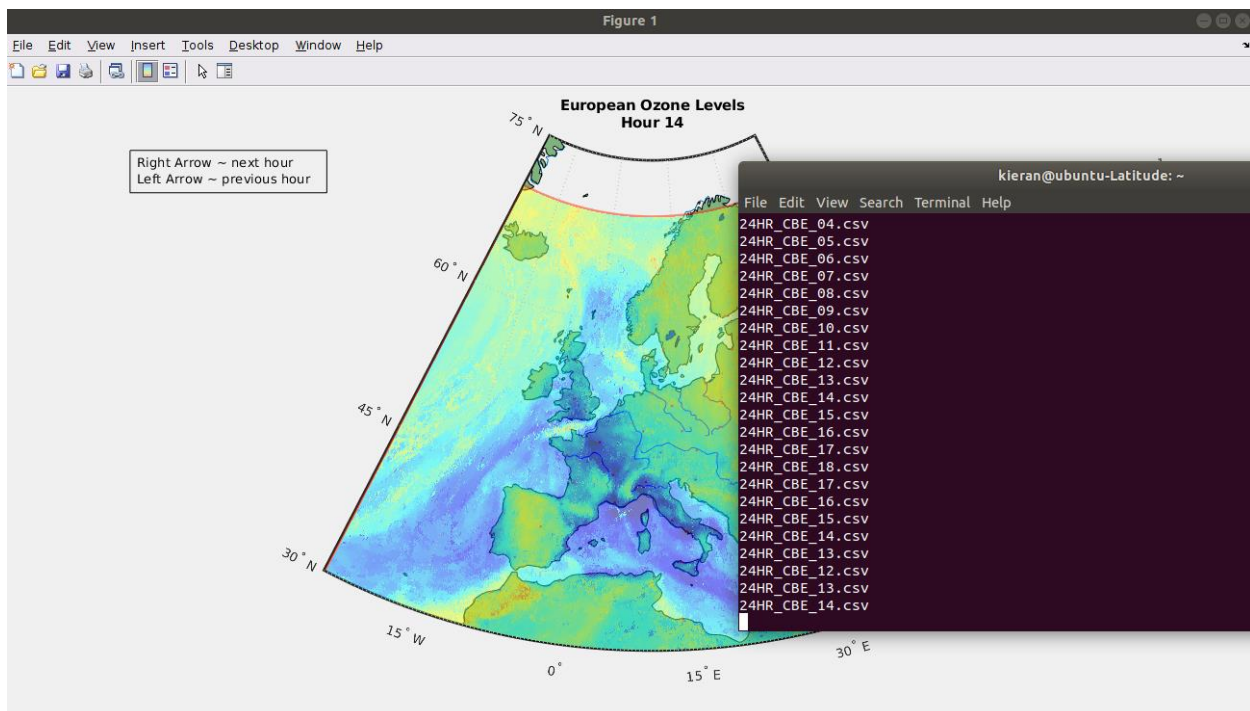 Figure 1
File Edit View Insert Tools Desktop Window Help
European Ozone Levels
Hour 14
Right Arrow ~ next hour
Left Arrow ~ previous hour
75° N
60° N
45° N
30° N
15° W
0°
15° E
30° E
kieran@ubuntu-Latitude: ~
File Edit View Search Terminal Help
24HR_CBE_04.csv
24HR_CBE_05.csv
24HR_CBE_06.csv
24HR_CBE_07.csv
24HR_CBE_08.csv
24HR_CBE_09.csv
24HR_CBE_10.csv
24HR_CBE_11.csv
24HR_CBE_12.csv
24HR_CBE_13.csv
24HR_CBE_14.csv
24HR_CBE_15.csv
24HR_CBE_16.csv
24HR_CBE_17.csv
24HR_CBE_18.csv
24HR_CBE_17.csv
24HR_CBE_16.csv
24HR_CBE_15.csv
24HR_CBE_14.csv
24HR_CBE_13.csv
24HR_CBE_12.csv
24HR_CBE_13.csv
24HR_CBE_14.csv